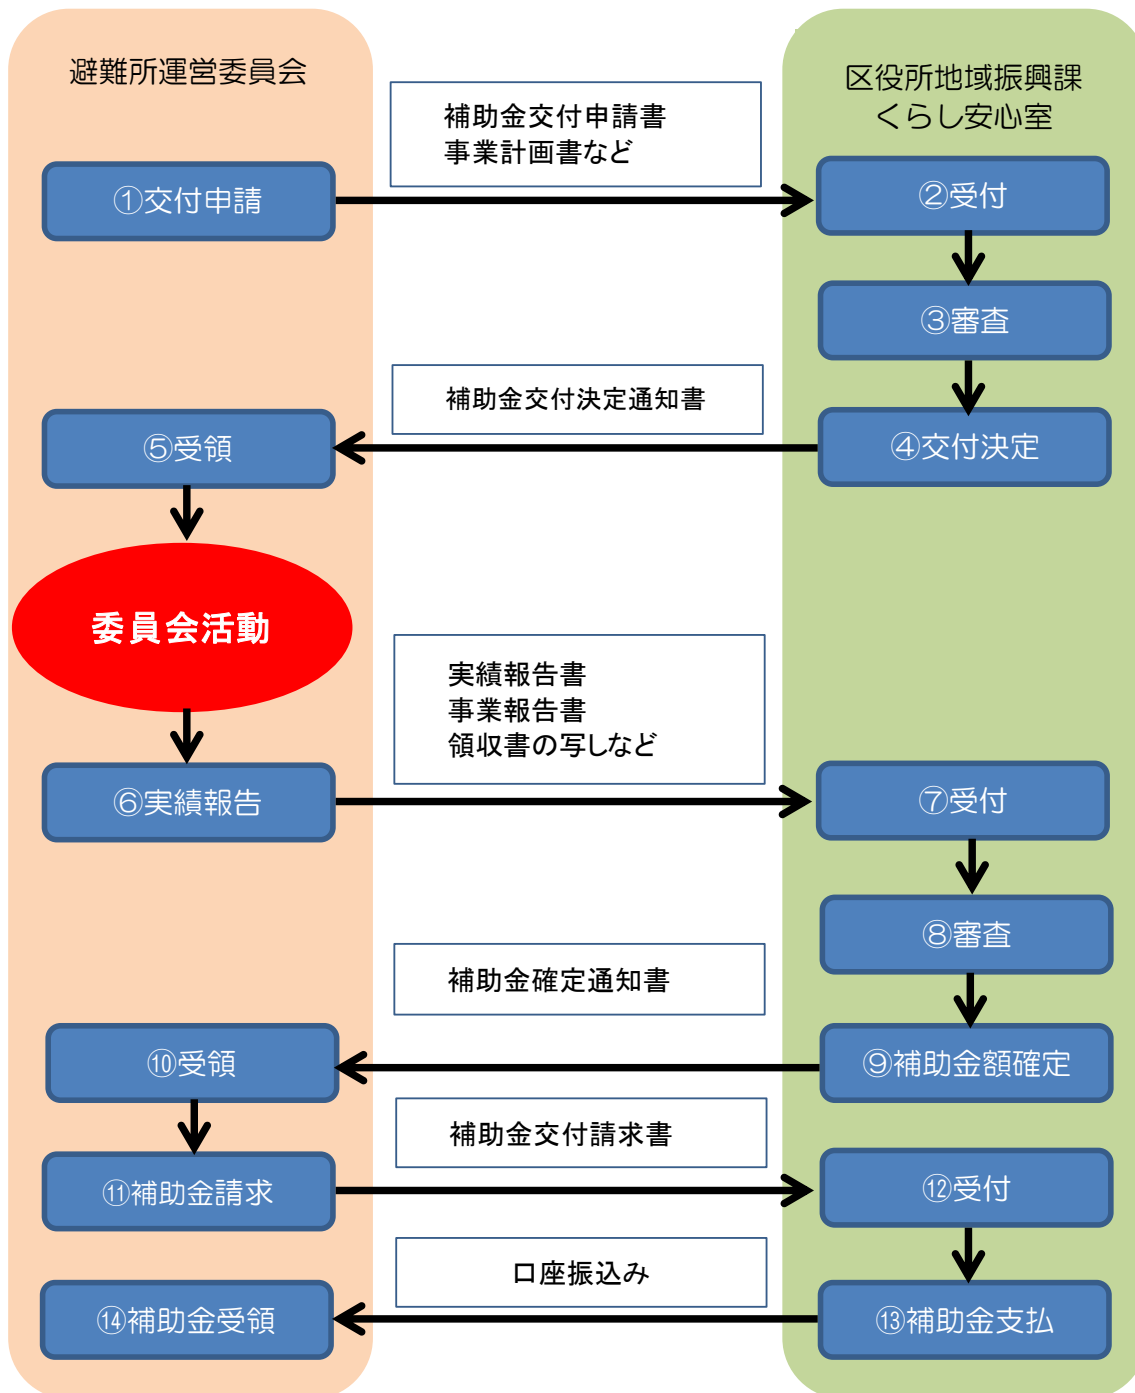 避難所運営委員会
区役所地域振興課
くらし安心室
補助金交付申請書
事業計画書など
①交付申請
②受付
③審査
補助金交付決定通知書
④交付決定
⑤受領
委員会活動
実績報告書
事業報告書
領収書の写しなど
⑥実績報告
⑦受付
⑧審査
補助金確定通知書
⑨補助金額確定
⑩受領
補助金交付請求書
⑪補助金請求
⑫受付
口座振込み
⑬補助金支払
⑭補助金受領